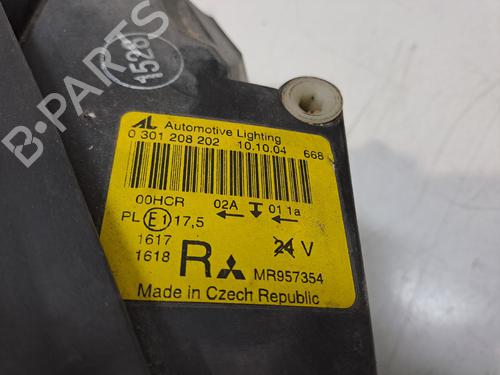 B-PARTS
1526
AL Automotive Lighting
0 301 208 202 10.10.04 668
00HCR 02A 01 1a
PL E1 17,5
1617 24 V
1618 R MR957354
Made in Czech Republic